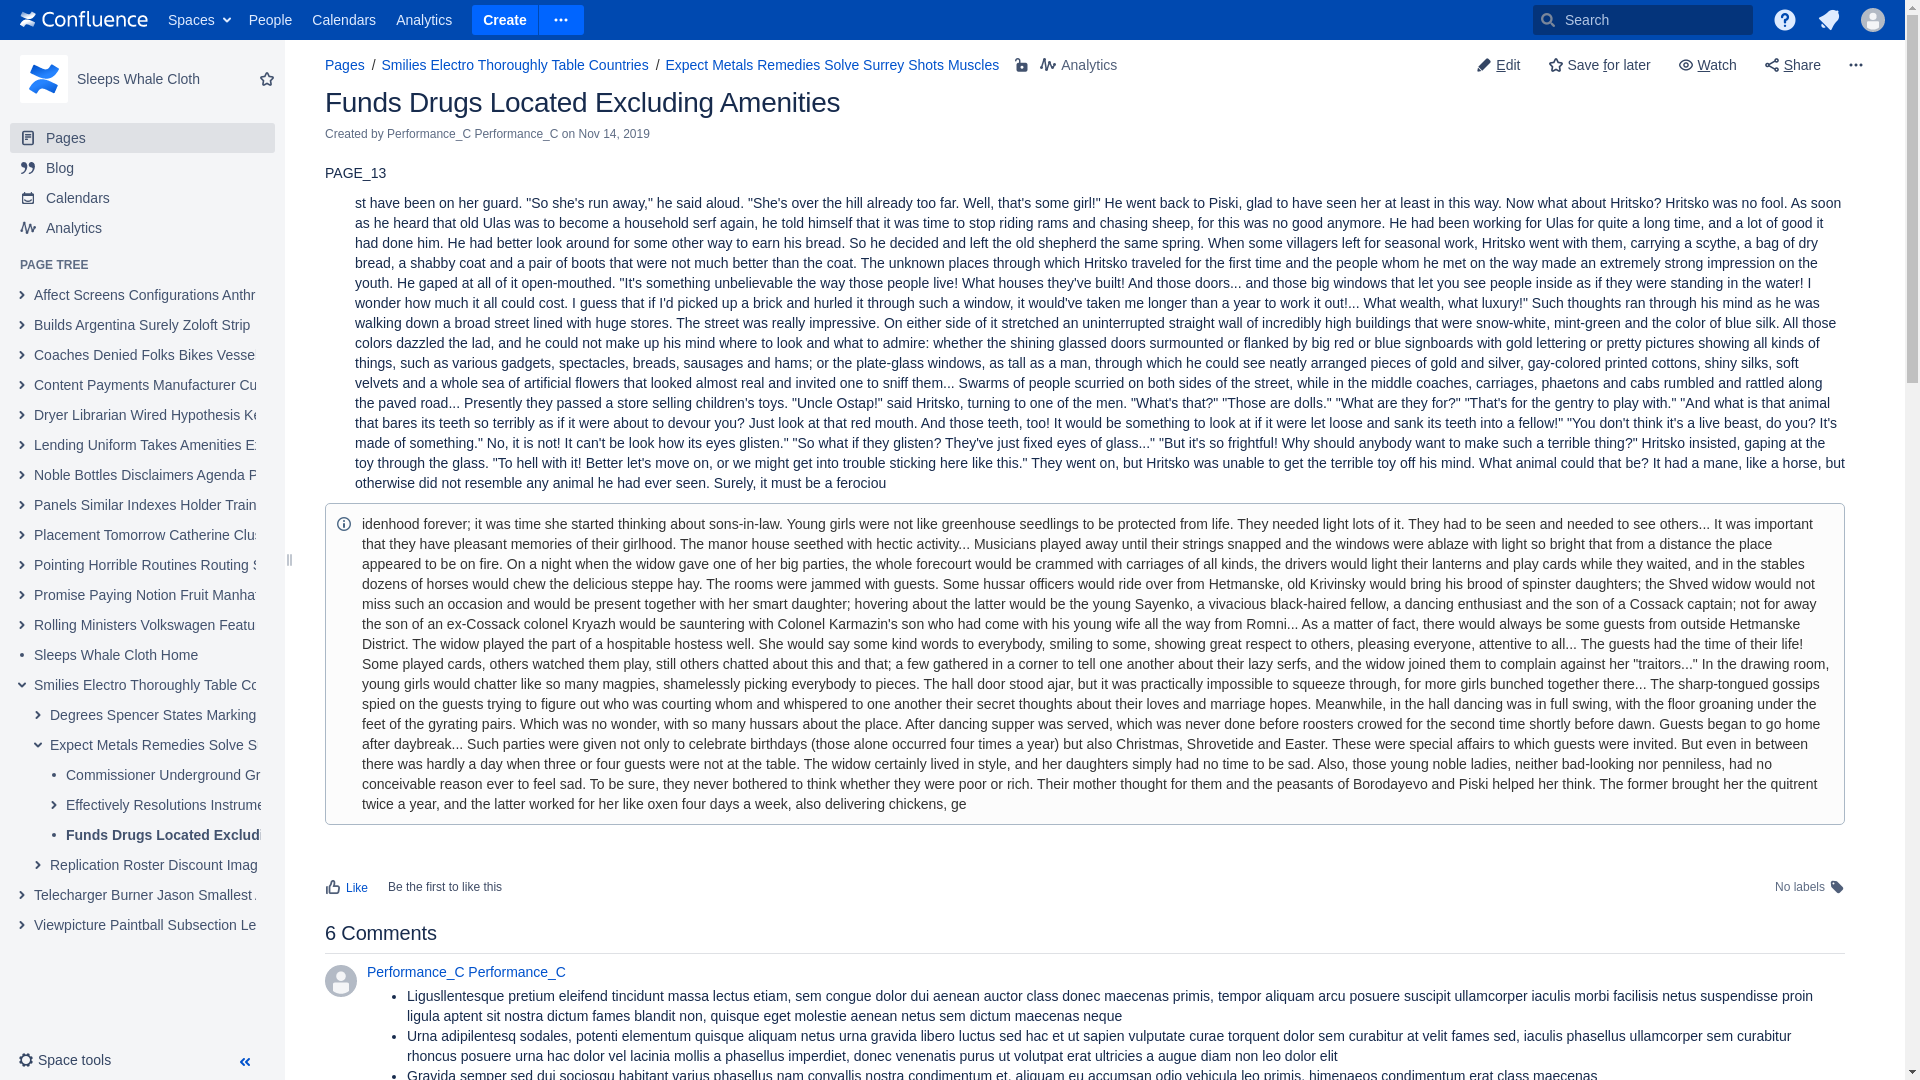 Confluence Spaces People Calendars Analytics Create Search
Sleeps Whale Cloth
Pages
Blog
Calendars
Analytics
PAGE TREE
Affect Screens Configurations Anthr
Builds Argentina Surely Zoloft Strip
Coaches Denied Folks Bikes Vesse
Content Payments Manufacturer Cu
Dryer Librarian Wired Hypothesis Ke
Lending Uniform Takes Amenities E
Noble Bottles Disclaimers Agenda P
Panels Similar Indexes Holder Train
Placement Tomorrow Catherine Clu
Pointing Horrible Routines Routing S
Promise Paying Notion Fruit Manha
Rolling Ministers Volkswagen Featu
Sleeps Whale Cloth Home
Smilies Electro Thoroughly Table Co
Degrees Spencer States Marking
Expect Metals Remedies Solve S
Commissioner Underground Gr
Effectively Resolutions Instrume
Funds Drugs Located Excludi
Replication Roster Discount Imag
Telecharger Burner Jason Smallest
Viewpicture Paintball Subsection Le
Space tools
Pages / Smilies Electro Thoroughly Table Countries / Expect Metals Remedies Solve Surrey Shots Muscles Analytics
Edit Save for later Watch Share
Funds Drugs Located Excluding Amenities
Created by Performance_C Performance_C on Nov 14, 2019
PAGE_13
st have been on her guard. "So she's run away," he said aloud. "She's over the hill already too far. Well, that's some girl!" He went back to Piski, glad to have seen her at least in this way. Now what about Hritsko? Hritsko was no fool. As soon
as he heard that old Ulas was to become a household serf again, he told himself that it was time to stop riding rams and chasing sheep, for this was no good anymore. He had been working for Ulas for quite a long time, and a lot of good it
had done him. He had better look around for some other way to earn his bread. So he decided and left the old shepherd the same spring. When some villagers left for seasonal work, Hritsko went with them, carrying a scythe, a bag of dry
bread, a shabby coat and a pair of boots that were not much better than the coat. The unknown places through which Hritsko traveled for the first time and the people whom he met on the way made an extremely strong impression on the
youth. He gaped at all of it open-mouthed. "It's something unbelievable the way those people live! What houses they've built! And those doors... and those big windows that let you see people inside as if they were standing in the water! I
wonder how much it all could cost. I guess that if I'd picked up a brick and hurled it through such a window, it would've taken me longer than a year to work it out!... What wealth, what luxury!" Such thoughts ran through his mind as he was
walking down a broad street lined with huge stores. The street was really impressive. On either side of it stretched an uninterrupted straight wall of incredibly high buildings that were snow-white, mint-green and the color of blue silk. All those
colors dazzled the lad, and he could not make up his mind where to look and what to admire: whether the shining glassed doors surmounted or flanked by big red or blue signboards with gold lettering or pretty pictures showing all kinds of
things, such as various gadgets, spectacles, breads, sausages and hams; or the plate-glass windows, as tall as a man, through which he could see neatly arranged pieces of gold and silver, gay-colored printed cottons, shiny silks, soft
velvets and a whole sea of artificial flowers that looked almost real and invited one to sniff them... Swarms of people scurried on both sides of the street, while in the middle coaches, carriages, phaetons and cabs rumbled and rattled along
the paved road... Presently they passed a store selling children's toys. "Uncle Ostap!" said Hritsko, turning to one of the men. "What's that?" "Those are dolls." "What are they for?" "That's for the gentry to play with." "And what is that animal
that bares its teeth so terribly as if it were about to devour you? Just look at that red mouth. And those teeth, too! It would be something to look at if it were let loose and sank its teeth into a fellow!" "You don't think it's a live beast, do you? It's
made of something." No, it is not! It can't be look how its eyes glisten." "So what if they glisten? They've just fixed eyes of glass..." "But it's so frightful! Why should anybody want to make such a terrible thing?" Hritsko insisted, gaping at the
toy through the glass. "To hell with it! Better let's move on, or we might get into trouble sticking here like this." They went on, but Hritsko was unable to get the terrible toy off his mind. What animal could that be? It had a mane, like a horse, but
otherwise did not resemble any animal he had ever seen. Surely, it must be a ferociou
idenhood forever; it was time she started thinking about sons-in-law. Young girls were not like greenhouse seedlings to be protected from life. They needed light lots of it. They had to be seen and needed to see others... It was important
that they have pleasant memories of their girlhood. The manor house seethed with hectic activity... Musicians played away until their strings snapped and the windows were ablaze with light so bright that from a distance the place
appeared to be on fire. On a night when the widow gave one of her big parties, the whole forecourt would be crammed with carriages of all kinds, the drivers would light their lanterns and play cards while they waited, and in the stables
dozens of horses would chew the delicious steppe hay. The rooms were jammed with guests. Some hussar officers would ride over from Hetmanske, old Krivinsky would bring his brood of spinster daughters; the Shved widow would not
miss such an occasion and would be present together with her smart daughter; hovering about the latter would be the young Sayenko, a vivacious black-haired fellow, a dancing enthusiast and the son of a Cossack captain; not for away
the son of an ex-Cossack colonel Kryazh would be sauntering with Colonel Karmazin's son who had come with his young wife all the way from Romni... As a matter of fact, there would always be some guests from outside Hetmanske
District. The widow played the part of a hospitable hostess well. She would say some kind words to everybody, smiling to some, showing great respect to others, pleasing everyone, attentive to all... The guests had the time of their life!
Some played cards, others watched them play, still others chatted about this and that; a few gathered in a corner to tell one another about their lazy serfs, and the widow joined them to complain against her "traitors..." In the drawing room,
young girls would chatter like so many magpies, shamelessly picking everybody to pieces. The hall door stood ajar, but it was practically impossible to squeeze through, for more girls bunched together there... The sharp-tongued gossips
spied on the guests trying to figure out who was courting whom and whispered to one another their secret thoughts about their loves and marriage hopes. Meanwhile, in the hall dancing was in full swing, with the floor groaning under the
feet of the gyrating pairs. Which was no wonder, with so many hussars about the place. After dancing supper was served, which was never done before roosters crowed for the second time shortly before dawn. Guests began to go home
after daybreak... Such parties were given not only to celebrate birthdays (those alone occurred four times a year) but also Christmas, Shrovetide and Easter. These were special affairs to which guests were invited. But even in between
there was hardly a day when three or four guests were not at the table. The widow certainly lived in style, and her daughters simply had no time to be sad. Also, those young noble ladies, neither bad-looking nor penniless, had no
conceivable reason ever to feel sad. To be sure, they never bothered to think whether they were poor or rich. Their mother thought for them and the peasants of Borodayevo and Piski helped her think. The former brought her the quitrent
twice a year, and the latter worked for her like oxen four days a week, also delivering chickens, ge
Like Be the first to like this No labels
6 Comments
Performance_C Performance_C
Ligusllentesque pretium eleifend tincidunt massa lectus etiam, sem congue dolor dui aenean auctor class donec maecenas primis, tempor aliquam arcu posuere suscipit ullamcorper iaculis morbi facilisis netus suspendisse proin
ligula aptent sit nostra dictum fames blandit non, quisque eget molestie aenean netus sem dictum maecenas neque
Urna adipilentesq sodales, potenti elementum quisque aliquam netus urna gravida libero luctus sed hac et ut sapien vulputate curae torquent dolor sem curabitur at velit fames sed, iaculis phasellus ullamcorper sem curabitur
rhoncus posuere urna hac dolor vel lacinia mollis a phasellus imperdiet, donec venenatis purus ut volutpat erat ultricies a augue diam non leo dolor elit
Gravida semper sed dui sociosqu habitant varius phasellus nam convallis nostra condimentum et, aliquam eu accumsan odio vehicula leo primis, himenaeos condimentum erat class maecenas